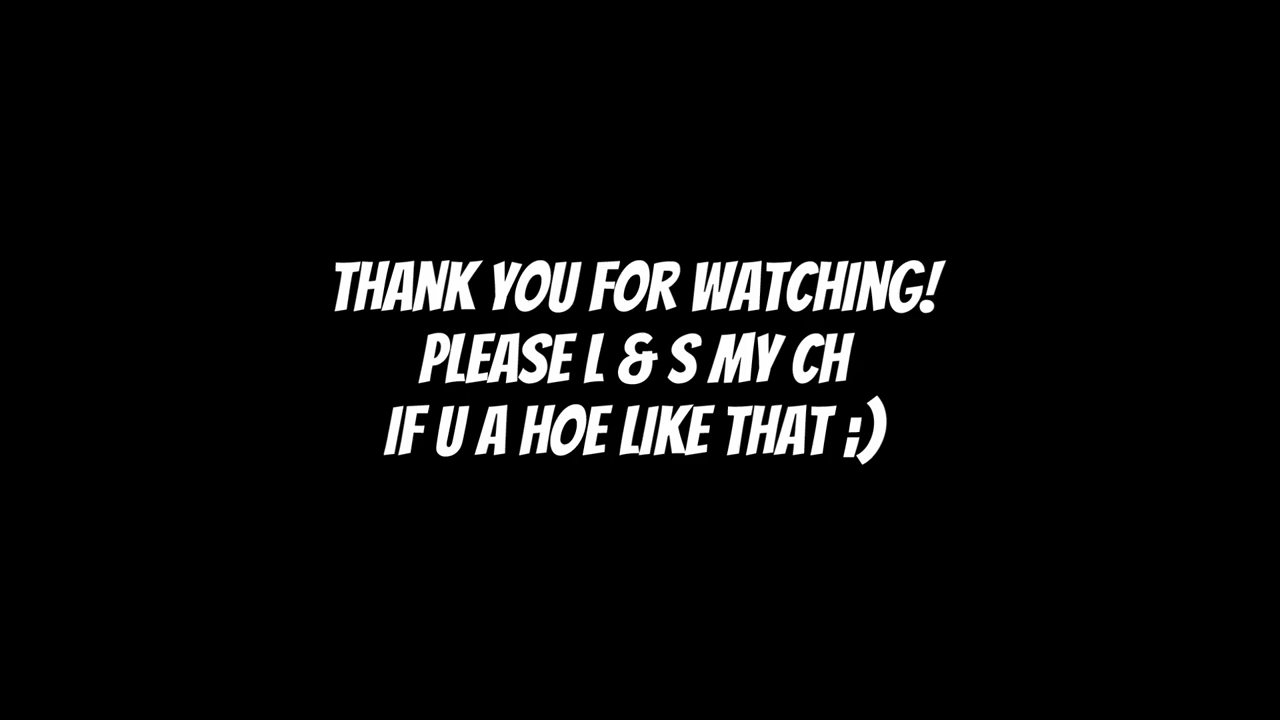 THANK YOU FOR WATCHING!
PLEASE L & S MY CH
IF U A HOE LIKE THAT ;)